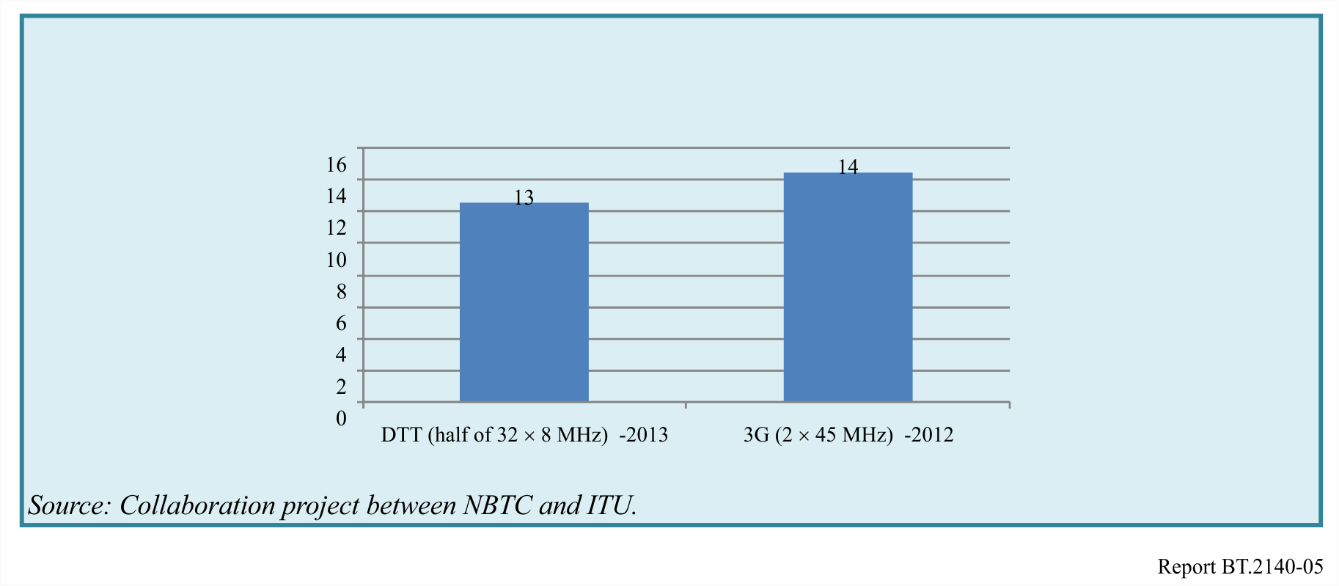 16
14
12
10
8
6
4
2
0
13
14
DTT (half of 32 × 8 MHz) -2013
3G (2 × 45 MHz) -2012
Source: Collaboration project between NBTC and ITU.
Report BT.2140-05